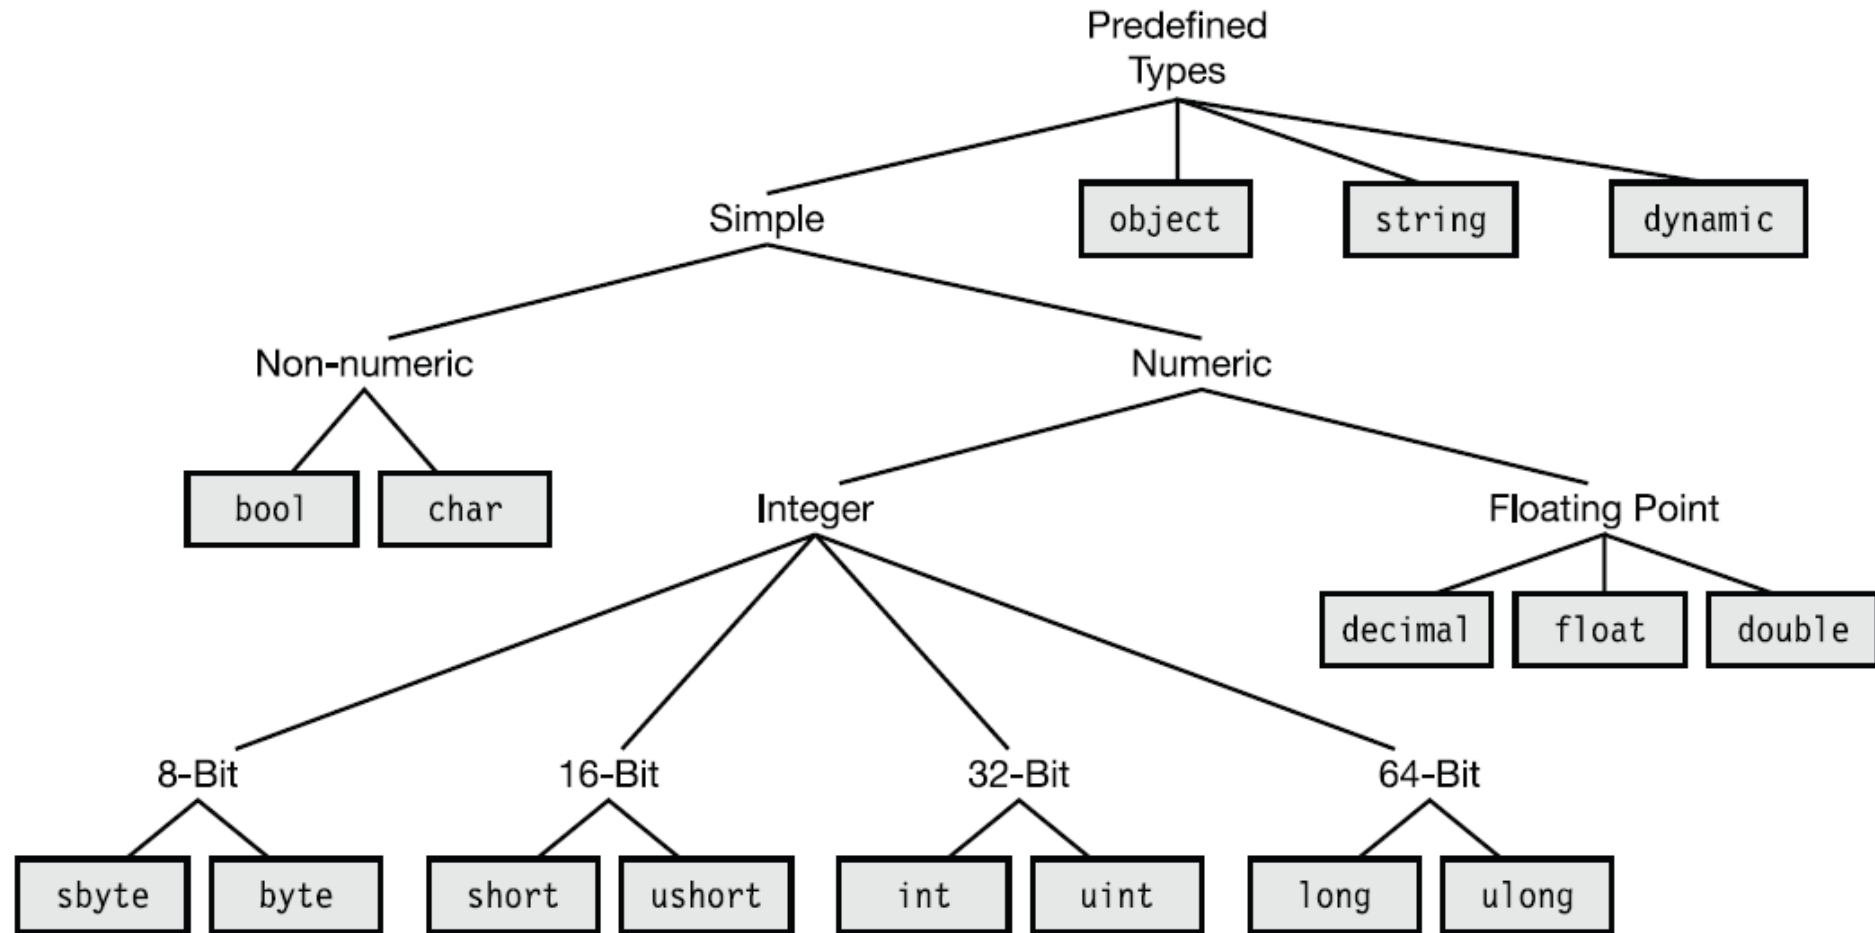 Predefined
Types
Simple
object
string
dynamic
Non-numeric
Numeric
bool
char
Integer
Floating Point
decimal
float
double
8-Bit
16-Bit
32-Bit
64-Bit
sbyte
byte
short
ushort
int
uint
long
ulong